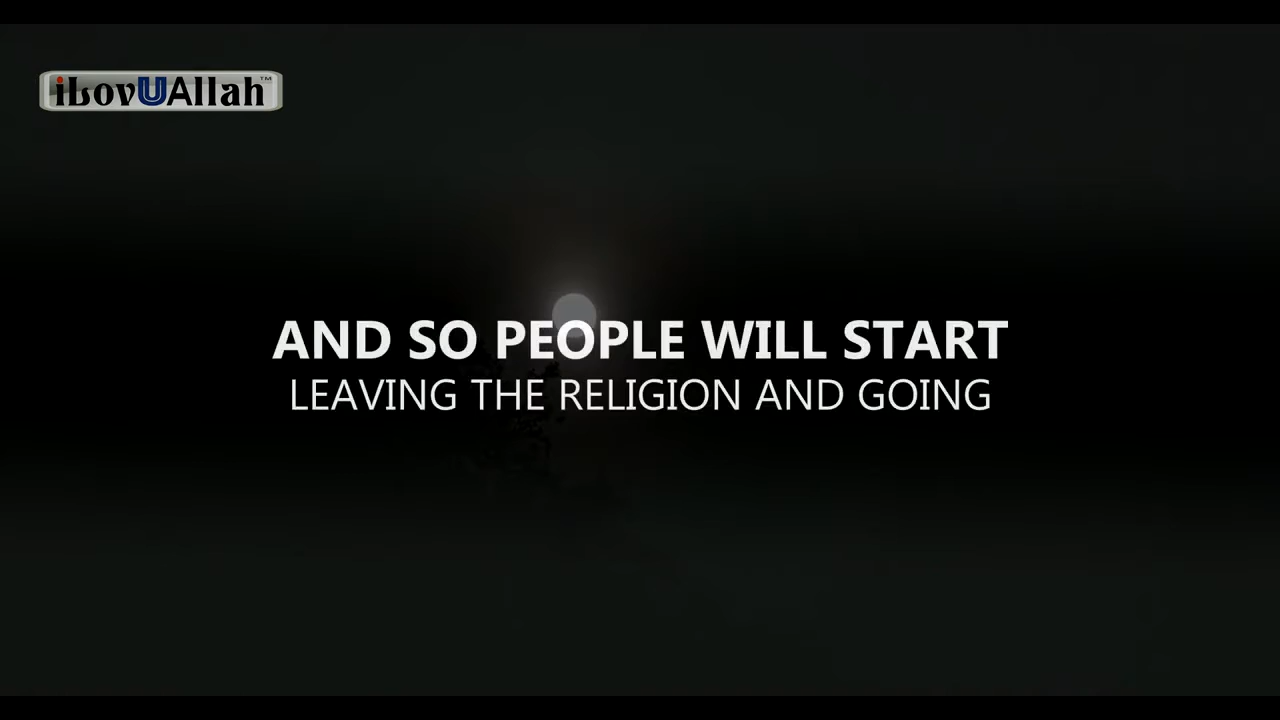 iLovUAllah™
AND SO PEOPLE WILL START
LEAVING THE RELIGION AND GOING